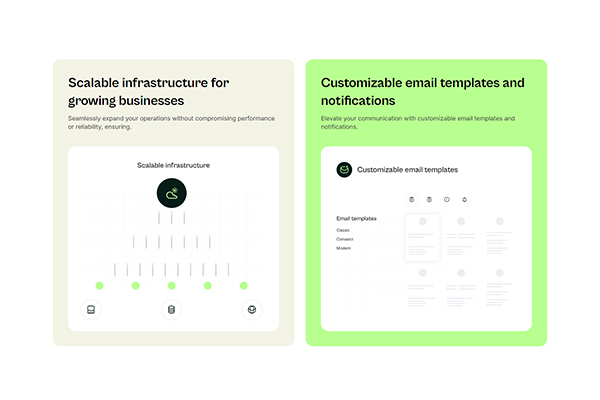 Scalable infrastructure for
growing businesses
Seamlessly expand your operations without compromising performance
or reliability, ensuring.
Scalable infrastructure
Customizable email templates and
notifications
Elevate your communication with customizable email templates and
notifications.
Customizable email templates
Email templates
Classic
Connect
Modern